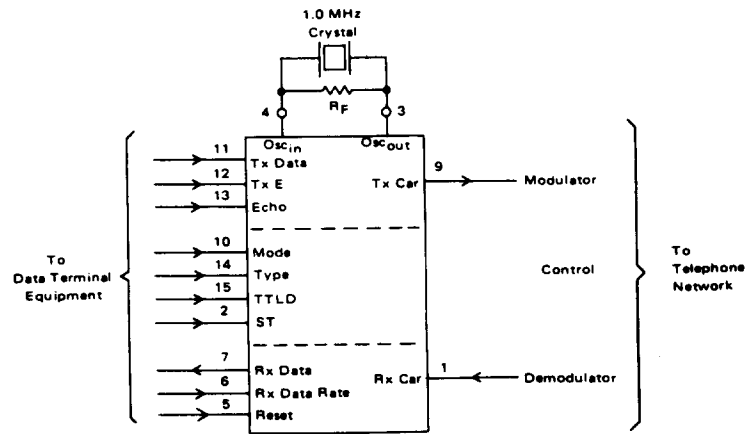 1.0 MHz
Crystal
RF
4
3
Oscin
Oscout
11
Tx Data
12
Tx E
13
Echo
9
Tx Car
Modulator
10
Mode
14
Type
15
TTLD
2
ST
Control
7
Rx Data
6
Rx Data Rate
5
Reset
1
Rx Car
Demodulator
To
Data Terminal
Equipment
To
Telephone
Network